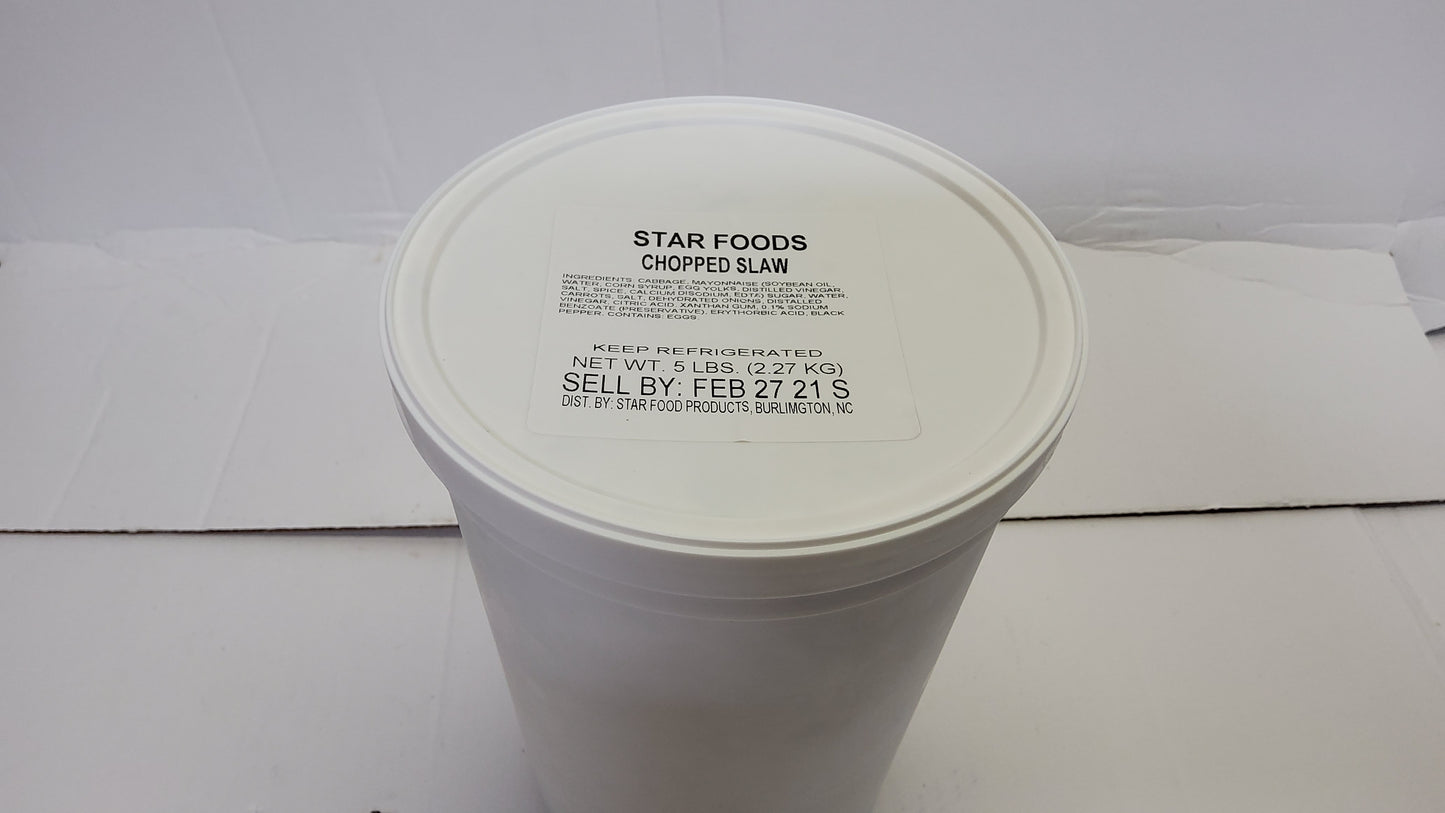 STAR FOODS
CHOPPED SLAW
INGREDIENTS: CABBAGE, MAYONNAISE (SOYBEAN OIL,
WATER, CORN SYRUP, EGG YOLKS, DISTILLED VINEGAR,
SALT, SPICE, CALCIUM DISODIUM, EDTA) SUGAR, WATER,
CARROTS, SALT, DEHYDRATED ONIONS, DISTALLED
VINEGAR, CITRIC ACID, XANTHAN GUM, 0.1% SODIUM
BENZOATE (PRESERVATIVE), ERYTHORBIC ACID, BLACK
PEPPER. CONTAINS: EGGS
KEEP REFRIGERATED
NET WT. 5 LBS. (2.27 KG)
SELL BY: FEB 27 21 S
DIST. BY: STAR FOOD PRODUCTS, BURLIMGTON, NC